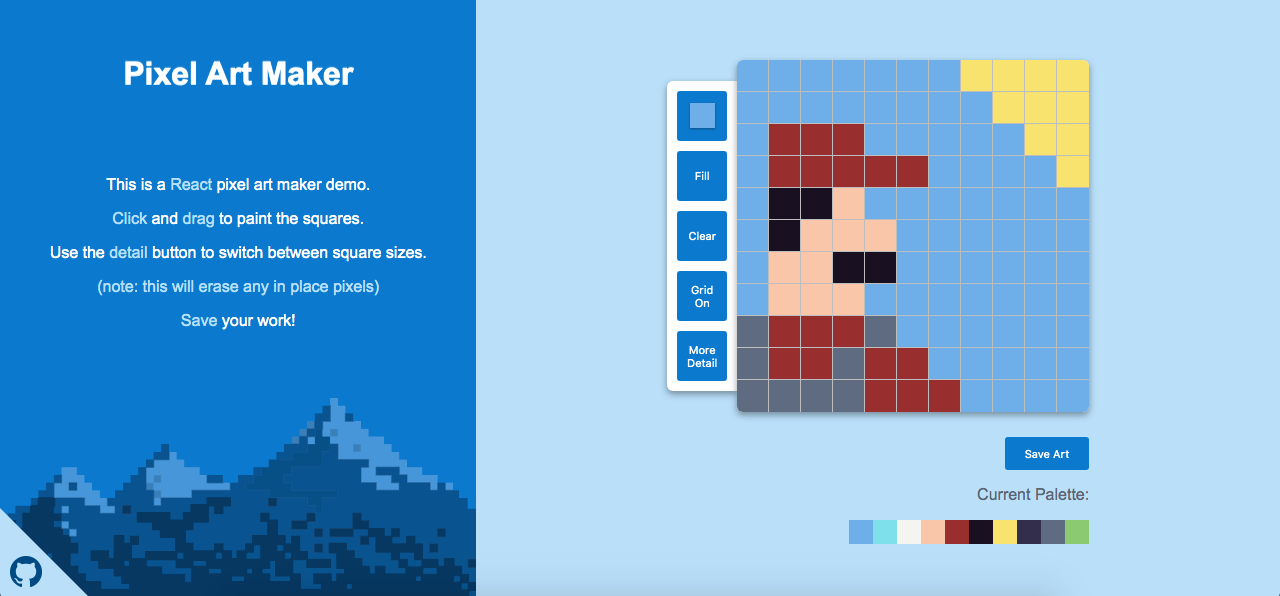 Pixel Art Maker
This is a React pixel art maker demo.
Click and drag to paint the squares.
Use the detail button to switch between square sizes.
(note: this will erase any in place pixels)
Save your work!
Fill
Clear
Grid
On
More
Detail
Save Art
Current Palette: